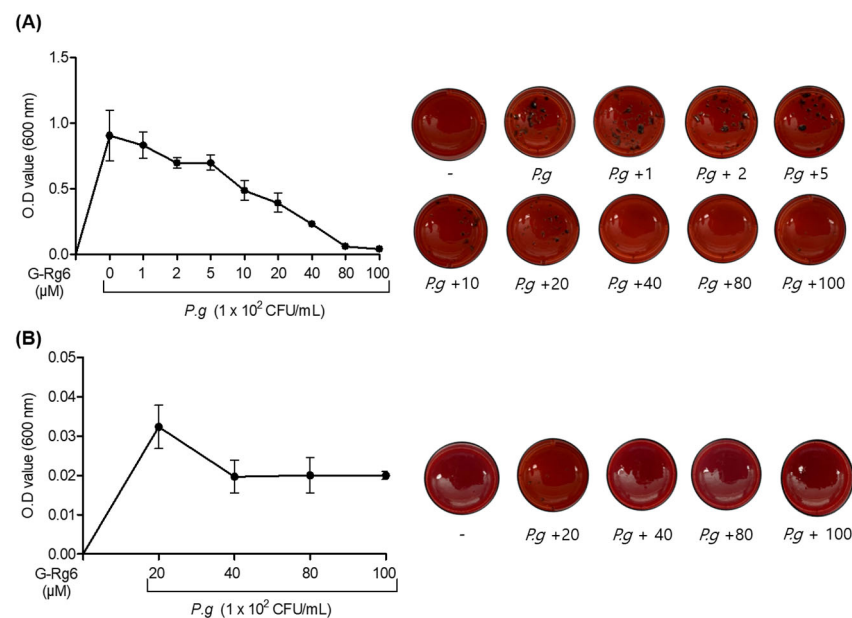 (A)
O.D value (600 nm)
1.5
1.0
0.5
0.0
G-Rg6
(μM)
0 1 2 5 10 20 40 80 100
P.g (1 x 10² CFU/mL)
- P.g P.g +1 P.g + 2 P.g +5
P.g +10 P.g +20 P.g +40 P.g +80 P.g +100
(B)
O.D value (600 nm)
0.05
0.04
0.03
0.02
0.01
0.00
G-Rg6
(μM)
20 40 80 100
P.g (1 x 10² CFU/mL)
- P.g +20 P.g + 40 P.g +80 P.g + 100